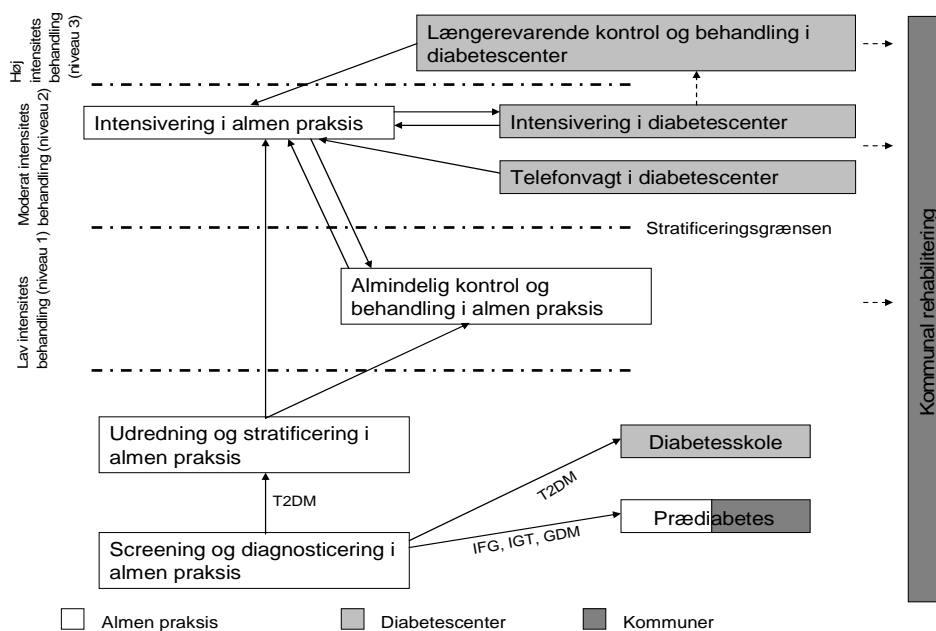 Høj
intensitets
behandling
(niveau 3)
Længerevarende kontrol og behandling i
diabetescenter
Moderat intensitets
behandling (niveau 2)
Intensivering i almen praksis
Intensivering i diabetescenter
Telefonvagt i diabetescenter
Stratificeringsgrænsen
Lav intensitets
behandling (niveau 1)
Almindelig kontrol og
behandling i almen praksis
Kommunal rehabilitering
Udredning og stratificering i
almen praksis
Diabetesskole
T2DM
T2DM
Prædiabetes
IFG, IGT, GDM
Screening og diagnosticering i
almen praksis
Almen praksis
Diabetescenter
Kommuner